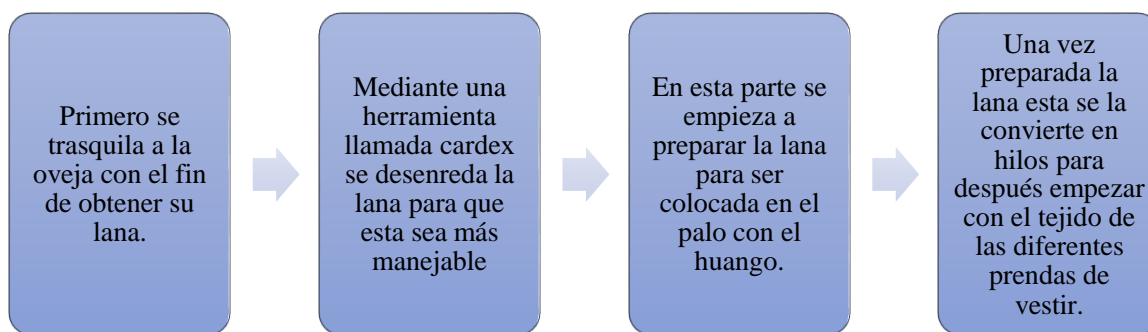 Primero se
trasquila a la
oveja con el fin
de obtener su
lana.
Mediante una
herramienta
llamada cardex
se desenreda la
lana para que
esta sea más
manejable
En esta parte se
empieza a
preparar la lana
para ser
colocada en el
palo con el
huango.
Una vez
preparada la
lana esta se la
convierte en
hilos para
después empezar
con el tejido de
las diferentes
prendas de
vestir.